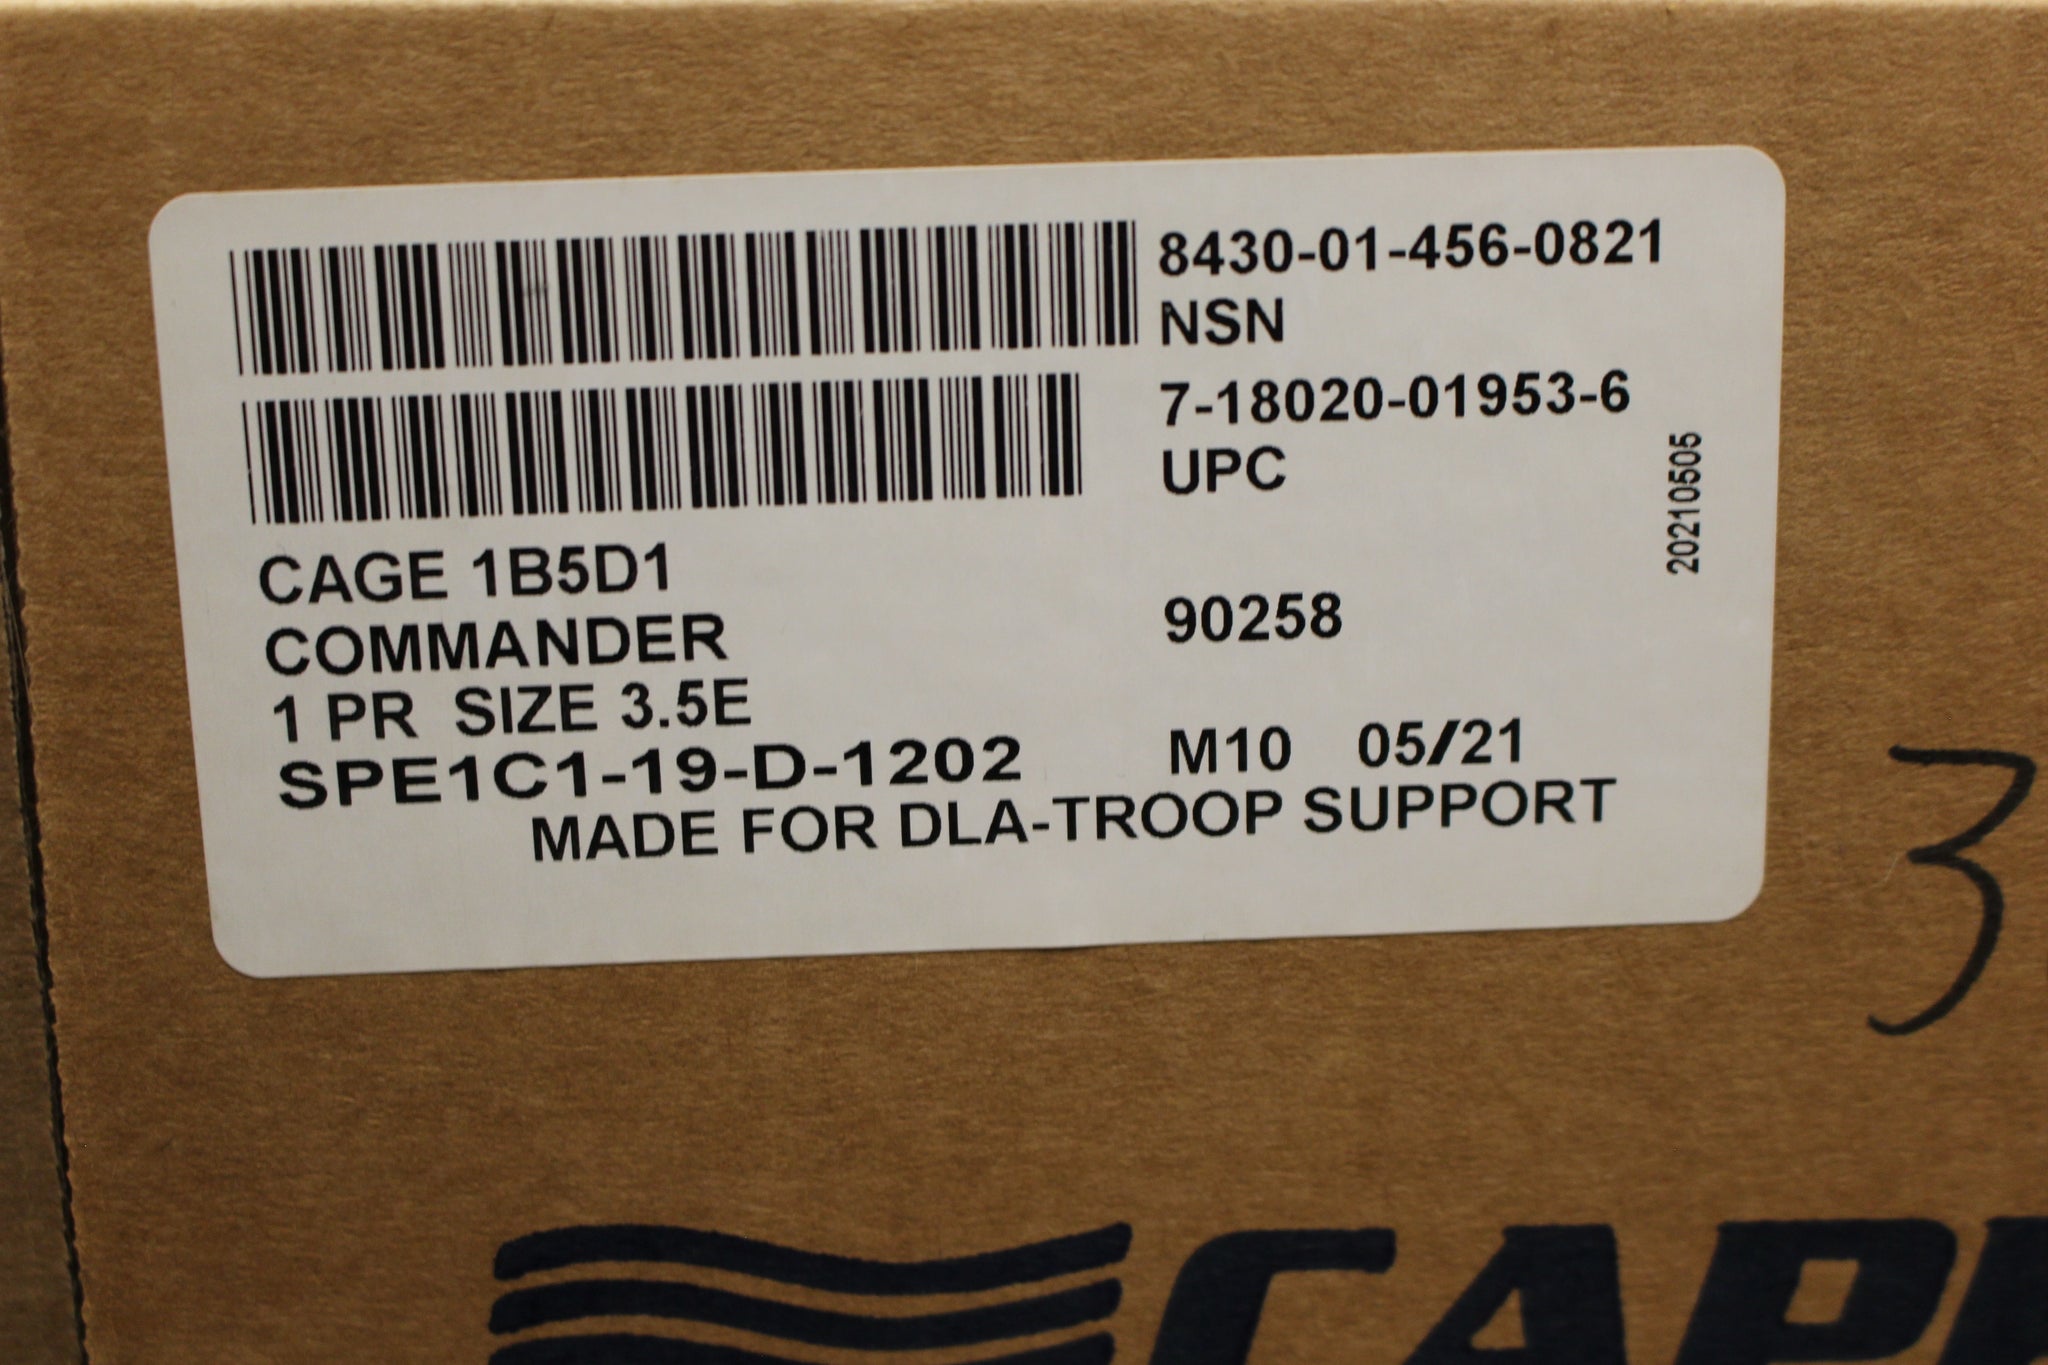 8430-01-456-0821
NSN
7-18020-01953-6
UPC
20210505
CAGE 1B5D1
COMMANDER 90258
1 PR SIZE 3.5E
SPE1C1-19-D-1202 M10 05/21
MADE FOR DLA-TROOP SUPPORT
3